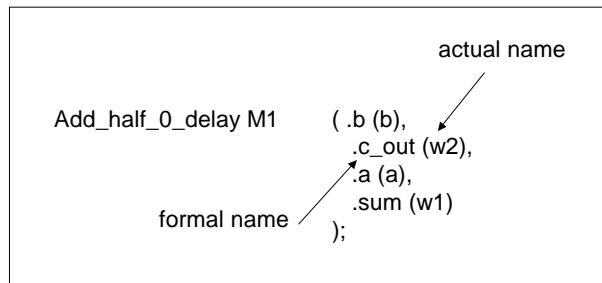 actual name
Add_half_0_delay M1 ( .b (b),
.c_out (w2),
.a (a),
.sum (w1)
formal name
);